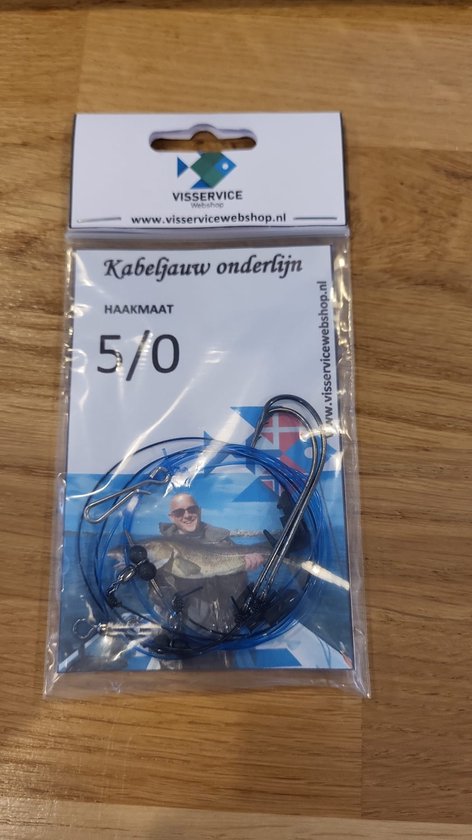 VISSERVICE
Webshop
www.visservicewebshop.nl
Kabeljauw onderlijn
HAAKMAAT
5/0
www.visservicewebshop.nl